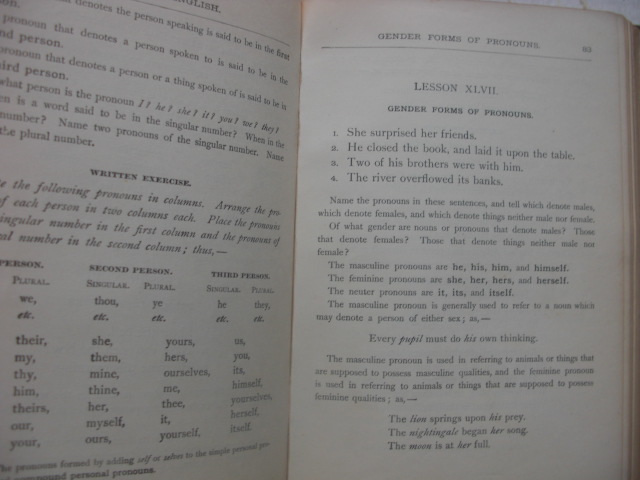 ENGLISH.
denotes the person speaking is said to be in the first
son.
pronoun that denotes a person spoken to is said to be in the
nd person.
pronoun that denotes a person or a thing spoken of is said to be in
hird person.
what person is the pronoun I? he? she? it? you? we? they?
en is a word said to be in the singular number? When in the
number? Name two pronouns of the singular number. Name
the plural number.
WRITTEN EXERCISE.
e the following pronouns in columns. Arrange the pro-
of each person in two columns each. Place the pronouns
singular number in the first column and the pronouns of
al number in the second column; thus,—
PERSON. SECOND PERSON. THIRD PERSON.
PLURAL. SINGULAR. PLURAL. SINGULAR. PLURAL.
we, thou, ye he they,
etc. etc. etc. etc. etc.
their, she, yours, us,
my, them, hers, you,
thy, mine, ourselves, its,
him, thine, me, himself,
theirs, her, thee, yourselves,
our, myself, it, herself,
your, ours, yourself, itself.
The pronouns formed by adding self or selves to the simple personal pro-
compound personal pronouns.
GENDER FORMS OF PRONOUNS. 83
LESSON XLVII.
GENDER FORMS OF PRONOUNS.
1. She surprised her friends.
2. He closed the book, and laid it upon the table.
3. Two of his brothers were with him.
4. The river overflowed its banks.
Name the pronouns in these sentences, and tell which denote males,
which denote females, and which denote things neither male nor female.
Of what gender are nouns or pronouns that denote males? Those
that denote females? Those that denote things neither male nor
female?
The masculine pronouns are he, his, him, and himself.
The feminine pronouns are she, her, hers, and herself.
The neuter pronouns are it, its, and itself.
The masculine pronoun is generally used to refer to a noun which
may denote a person of either sex; as,—
Every pupil must do his own thinking.
The masculine pronoun is used in referring to animals or things that
are supposed to possess masculine qualities, and the feminine pronoun
is used in referring to animals or things that are supposed to possess
feminine qualities; as,—
The lion springs upon his prey.
The nightingale began her song.
The moon is at her full.